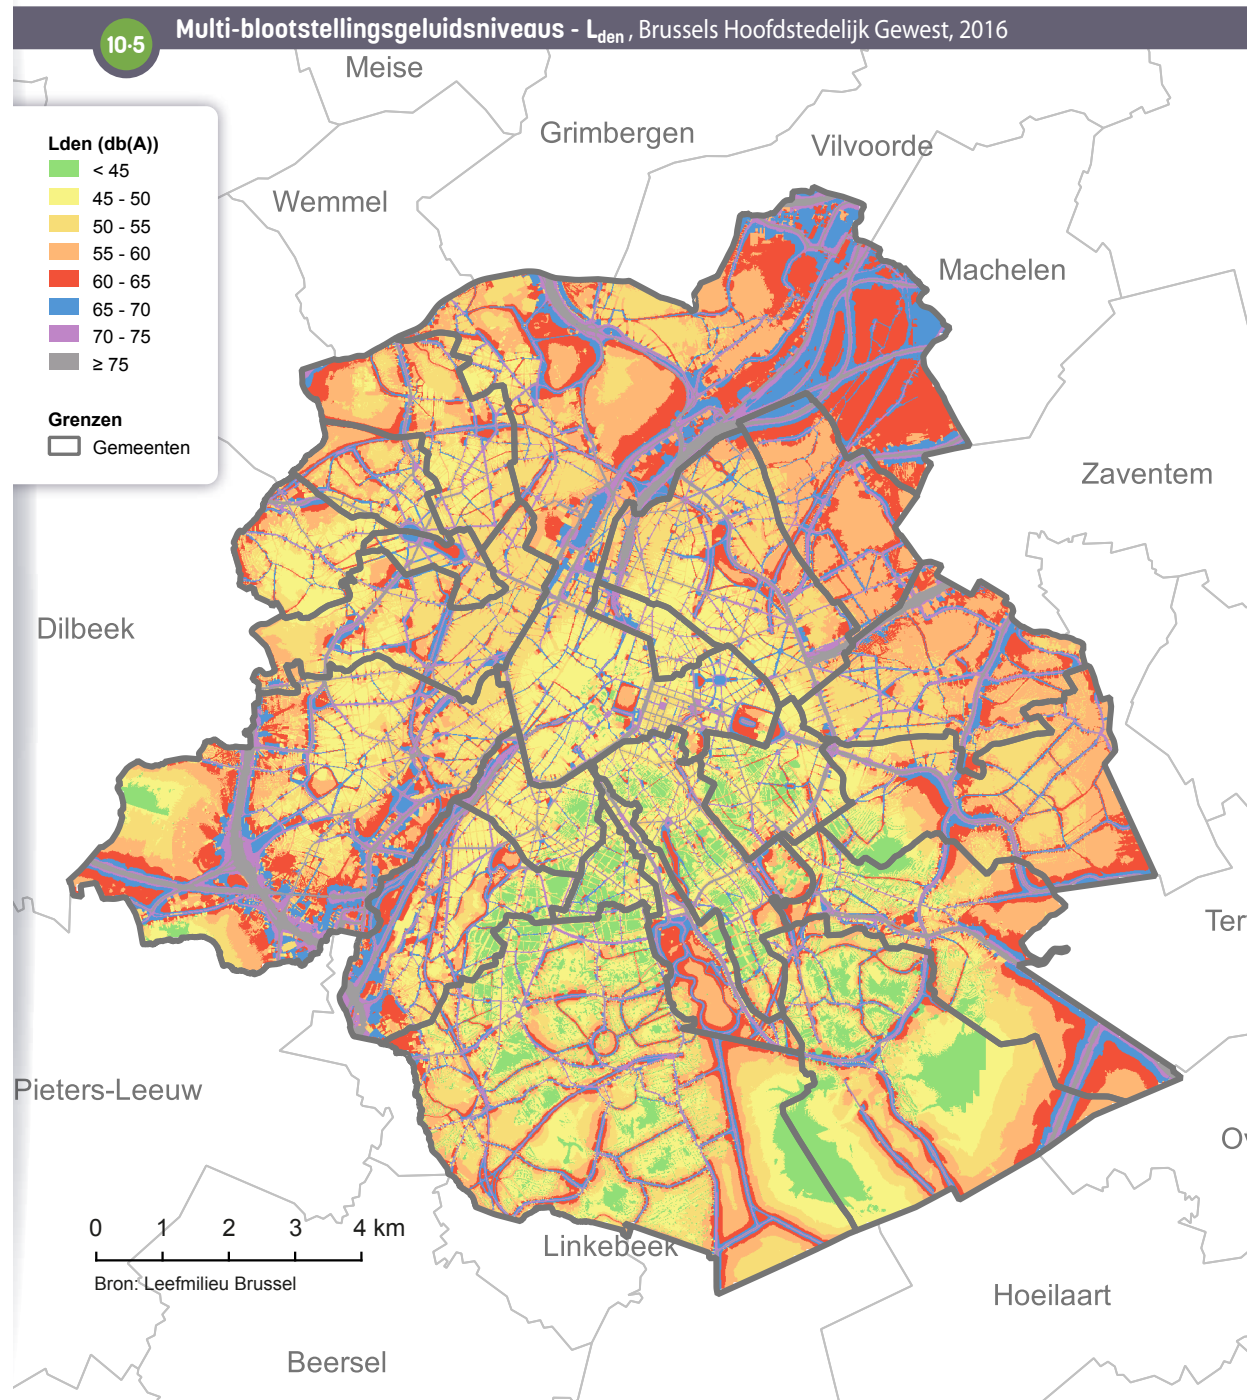 10·5
Multi-blootstellingsgeluidsniveaus - Lden , Brussels Hoofdstedelijk Gewest, 2016
Meise
Grimbergen
Vilvoorde
Lden (db(A))
< 45
45 - 50
50 - 55
55 - 60
60 - 65
65 - 70
70 - 75
≥ 75
Grenzen
Gemeenten
Wemmel
Machelen
Zaventem
Dilbeek
Ter
Pieters-Leeuw
Ov
0 1 2 3 4 km
Bron: Leefmilieu Brussel
Linkebeek
Hoeilaart
Beersel